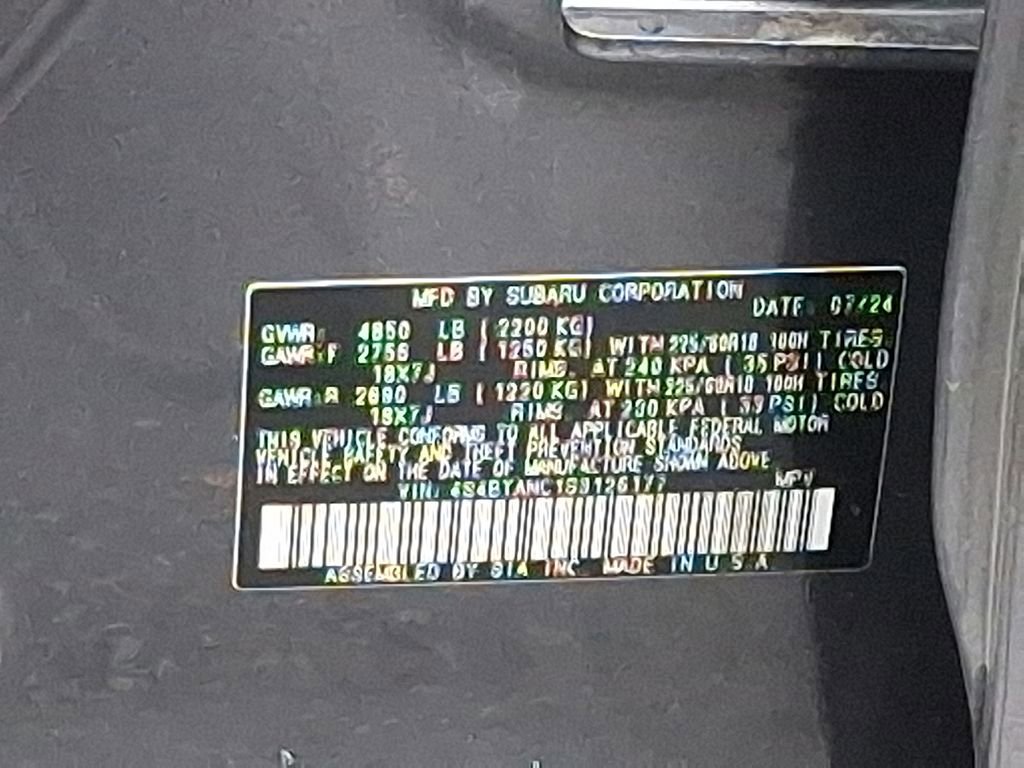 MFD BY SUBARU CORPORATION
DATE 07/24
GVWR: 4850 LB ( 2200 KG)
GAWR F 2756 LB ( 1250 KG) WITH 225/60R18 100H TIRES
18X7J RIMS AT 240 KPA ( 35 PSI) COLD
GAWR R LB ( 1220 KG) WITH 225/60R18 100H TIRES
18X7J RIMS AT 230 KPA ( 33 PSI) COLD
THIS VEHICLE CONFORMS TO ALL APPLICABLE FEDERAL MOTOR
VEHICLE SAFETY AND THEFT PREVENTION STANDARDS
IN EFFECT ON THE DATE OF MANUFACTURE SHOWN ABOVE
VIN: MPV
ASSEMBLED BY SIA INC. MADE IN U S A